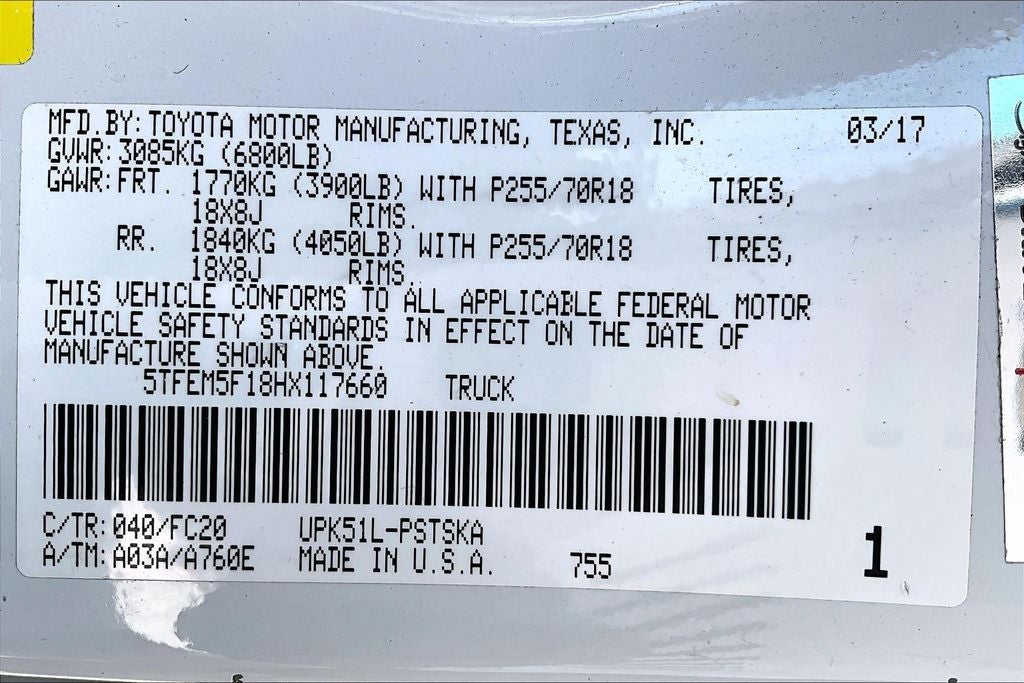 MFD.BY: TOYOTA MOTOR MANUFACTURING, TEXAS, INC. 03/17
GVWR: 3085KG (6800LB)
GAWR: FRT. 1770KG (3900LB) WITH P255/70R18 TIRES,
18X8J RIMS.
RR. 1840KG (4050LB) WITH P255/70R18 TIRES,
18X8J RIMS.
THIS VEHICLE CONFORMS TO ALL APPLICABLE FEDERAL MOTOR
VEHICLE SAFETY STANDARDS IN EFFECT ON THE DATE OF
MANUFACTURE SHOWN ABOVE.
5TFEM5F18HX117660 TRUCK
C/TR: 040/FC20 UPK51L-PSTSKA
A/TM: A03A/A760E MADE IN U.S.A. 755 1